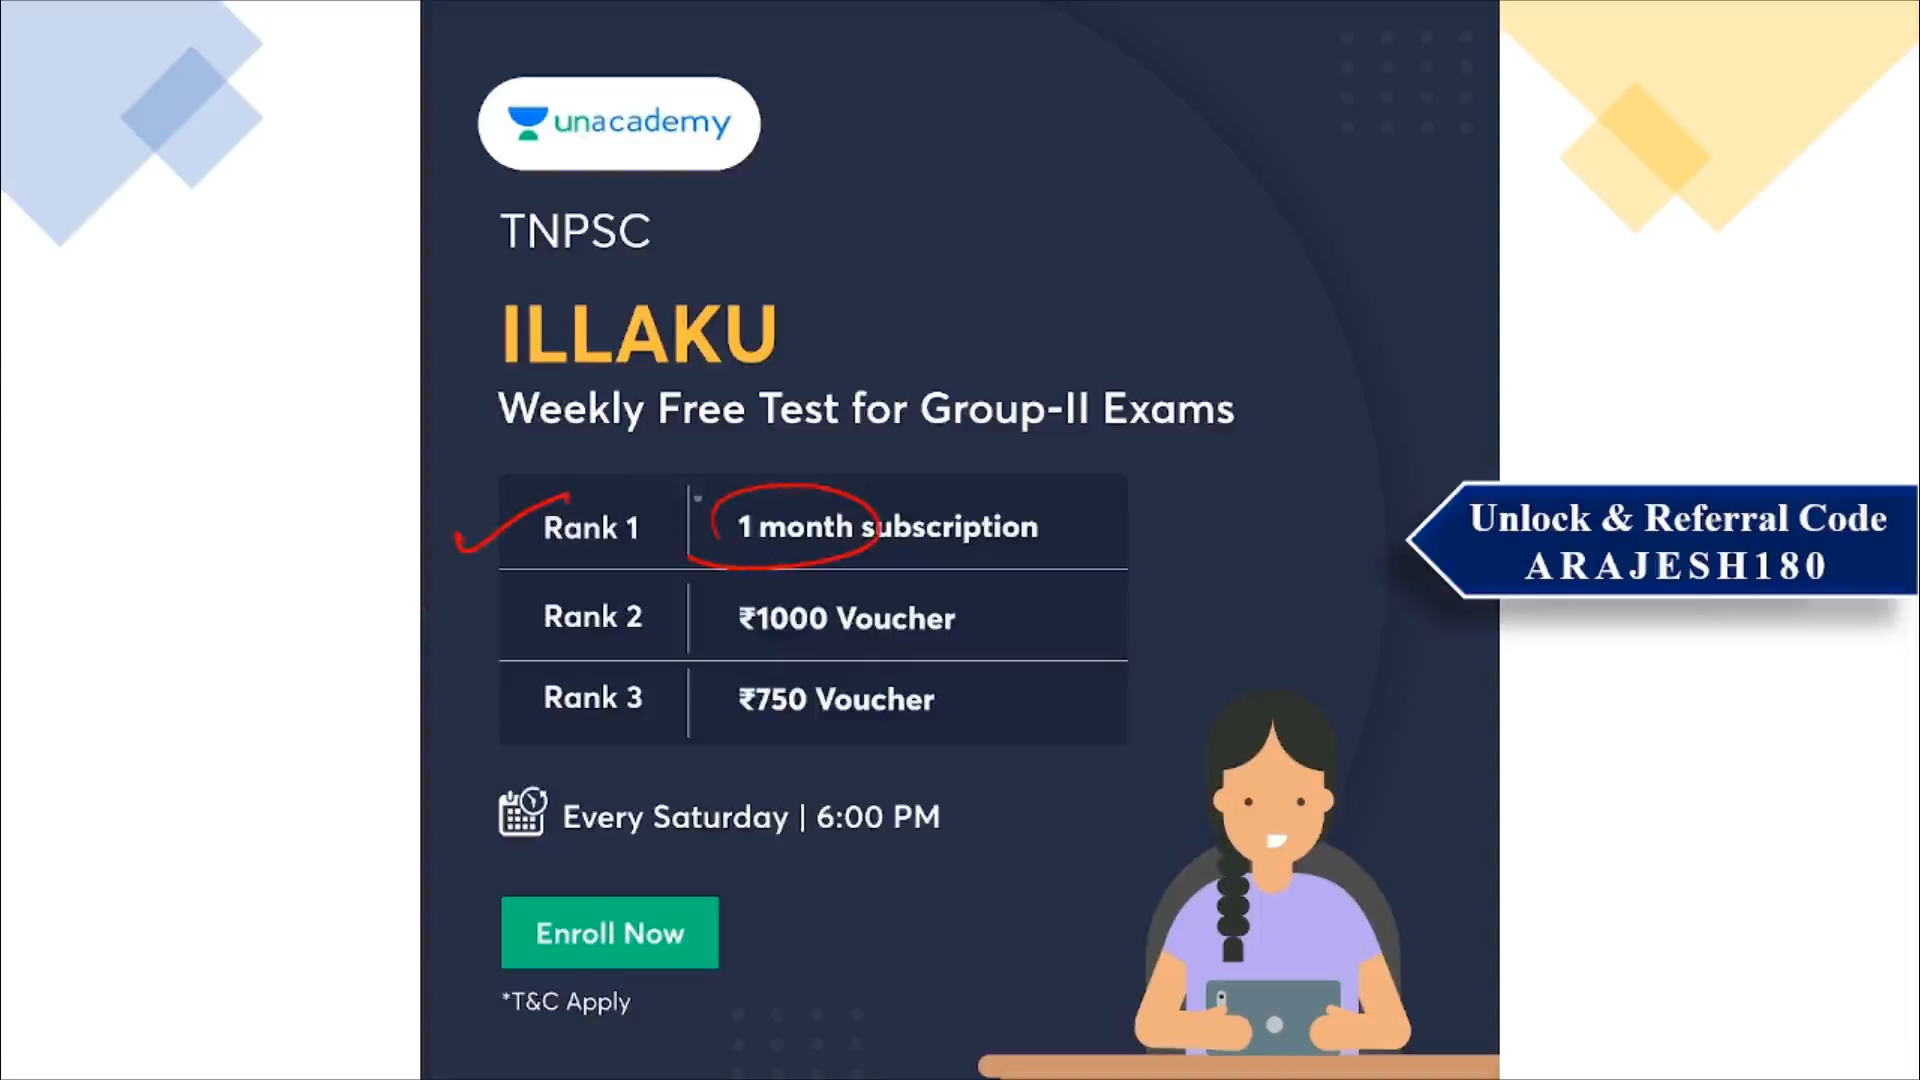 unacademy
TNPSC
ILLAKU
Weekly Free Test for Group-II Exams
Rank 1 1 month subscription
Rank 2 ₹1000 Voucher
Rank 3 ₹750 Voucher
Every Saturday | 6:00 PM
Enroll Now
*T&C Apply
Unlock & Referral Code
ARAJESH180